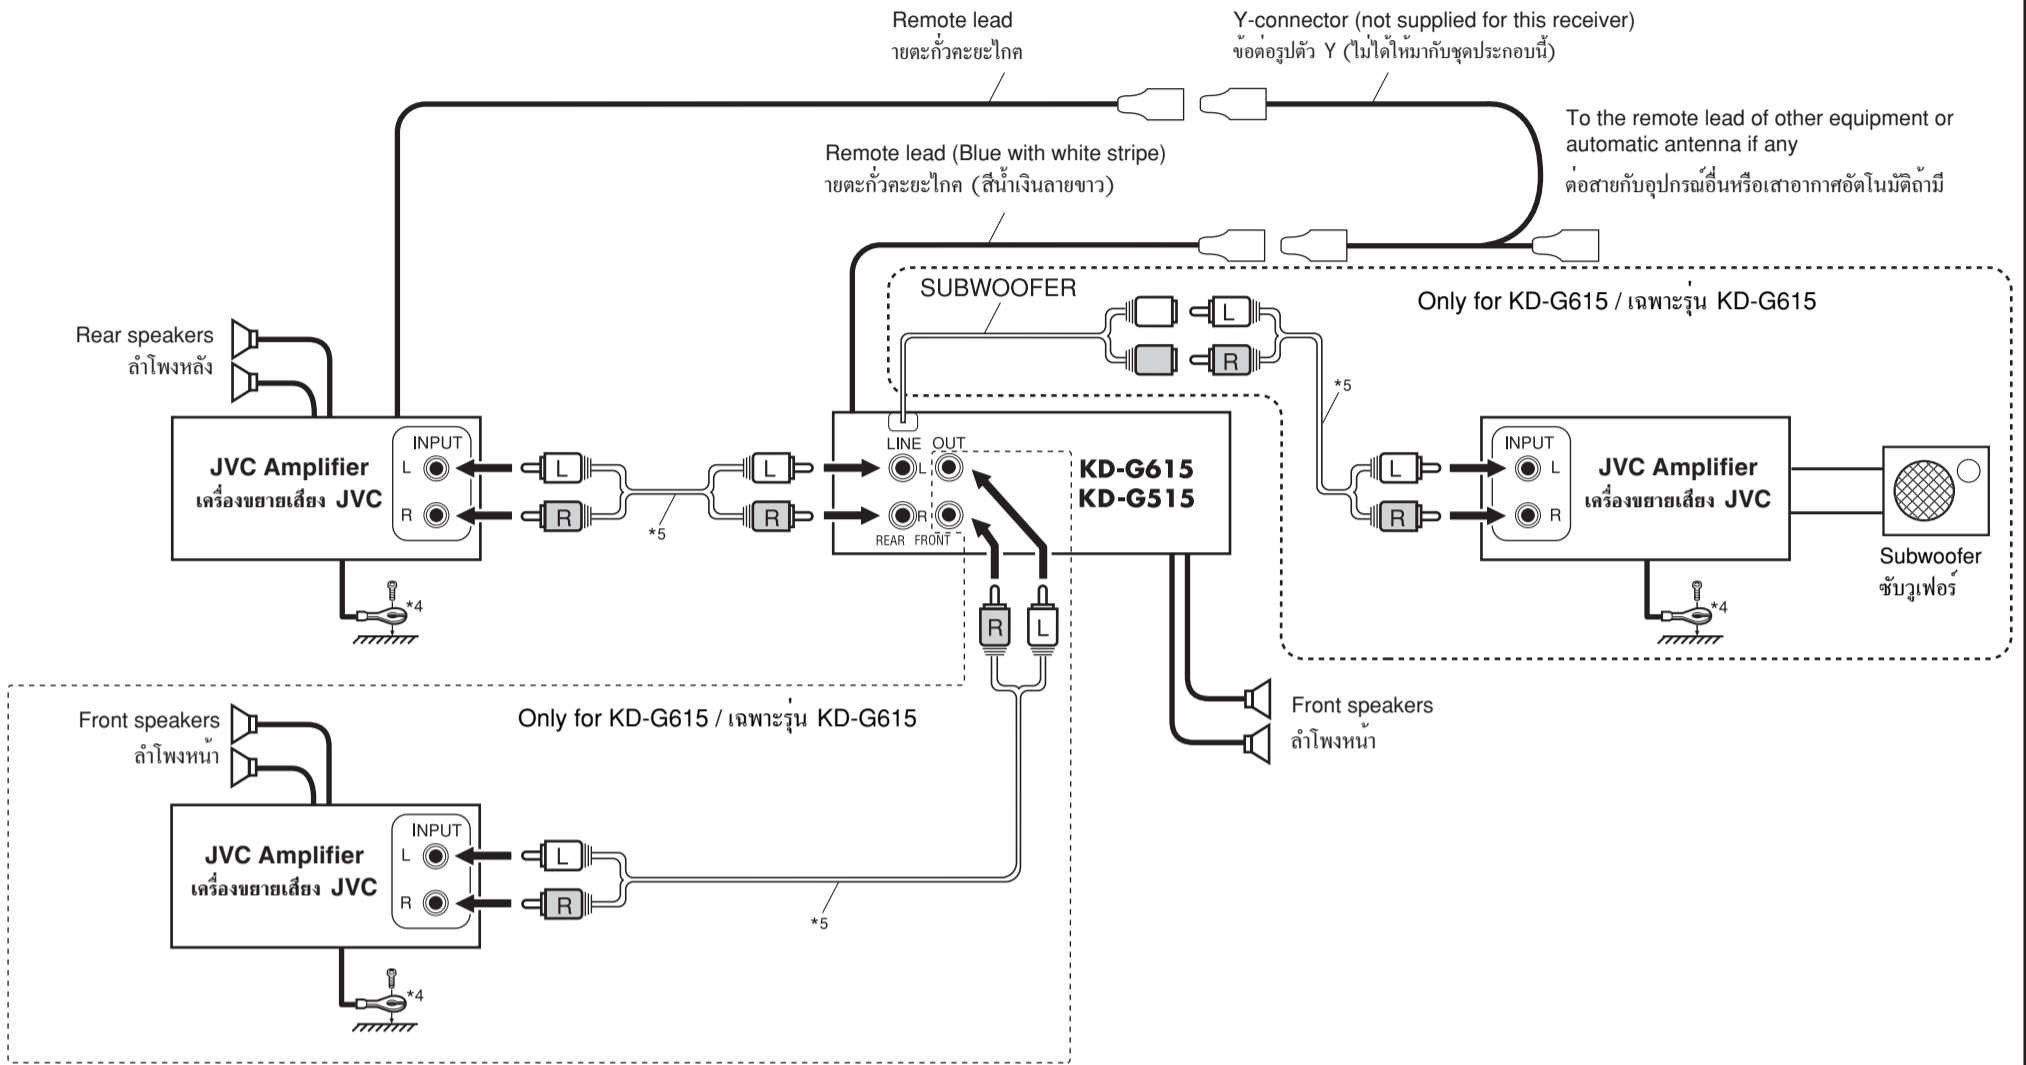 Remote lead
ายตะกั่วคะยะไกค
Y-connector (not supplied for this receiver)
ข้อต่อรูปตัว Y (ไม่ได้ให้มากับชุดประกอบนี้)
To the remote lead of other equipment or
automatic antenna if any
ต่อสายกับอุปกรณ์อื่นหรือเสาอากาศอัตโนมัติถ้ามี
Remote lead (Blue with white stripe)
ายตะกั่วคะยะไกค (สีน้ำเงินลายขาว)
SUBWOOFER
Only for KD-G615 / เฉพาะรุ่น KD-G615
L
R
*5
Rear speakers
ลำโพงหลัง
JVC Amplifier
เครื่องขยายเสียง JVC
INPUT
L
R
L
R
*5
L
R
*4
LINE OUT
L
R
REAR FRONT
KD-G615
KD-G515
L
R
INPUT
L
R
JVC Amplifier
เครื่องขยายเสียง JVC
*4
Subwoofer
ซับวูเฟอร์
R
L
Front speakers
ลำโพงหน้า
Only for KD-G615 / เฉพาะรุ่น KD-G615
Front speakers
ลำโพงหน้า
JVC Amplifier
เครื่องขยายเสียง JVC
INPUT
L
R
L
R
*5
*4